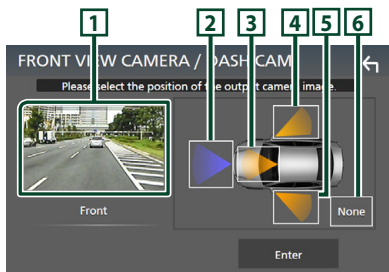 1 2 3 4 5 6
FRONT VIEW CAMERA / DASH CAM
Please select the position of the output camera image.
Front
None
Enter